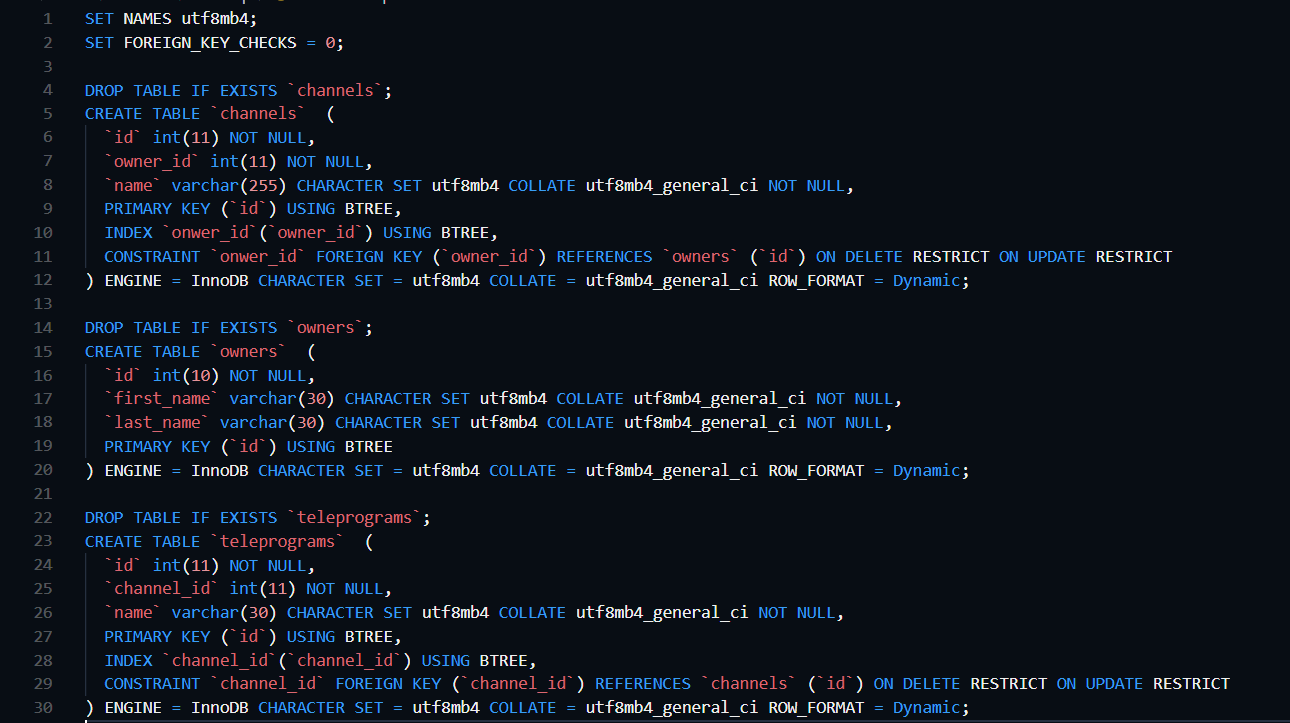 1 SET NAMES utf8mb4;
2 SET FOREIGN_KEY_CHECKS = 0;
3
4 DROP TABLE IF EXISTS `channels`;
5 CREATE TABLE `channels`  (
6   `id` int(11) NOT NULL,
7   `owner_id` int(11) NOT NULL,
8   `name` varchar(255) CHARACTER SET utf8mb4 COLLATE utf8mb4_general_ci NOT NULL,
9   PRIMARY KEY (`id`) USING BTREE,
10   INDEX `onwer_id`(`owner_id`) USING BTREE,
11   CONSTRAINT `onwer_id` FOREIGN KEY (`owner_id`) REFERENCES `owners` (`id`) ON DELETE RESTRICT ON UPDATE RESTRICT
12 ) ENGINE = InnoDB CHARACTER SET = utf8mb4 COLLATE = utf8mb4_general_ci ROW_FORMAT = Dynamic;
13
14 DROP TABLE IF EXISTS `owners`;
15 CREATE TABLE `owners`  (
16   `id` int(10) NOT NULL,
17   `first_name` varchar(30) CHARACTER SET utf8mb4 COLLATE utf8mb4_general_ci NOT NULL,
18   `last_name` varchar(30) CHARACTER SET utf8mb4 COLLATE utf8mb4_general_ci NOT NULL,
19   PRIMARY KEY (`id`) USING BTREE
20 ) ENGINE = InnoDB CHARACTER SET = utf8mb4 COLLATE = utf8mb4_general_ci ROW_FORMAT = Dynamic;
21
22 DROP TABLE IF EXISTS `teleprograms`;
23 CREATE TABLE `teleprograms`  (
24   `id` int(11) NOT NULL,
25   `channel_id` int(11) NOT NULL,
26   `name` varchar(30) CHARACTER SET utf8mb4 COLLATE utf8mb4_general_ci NOT NULL,
27   PRIMARY KEY (`id`) USING BTREE,
28   INDEX `channel_id`(`channel_id`) USING BTREE,
29   CONSTRAINT `channel_id` FOREIGN KEY (`channel_id`) REFERENCES `channels` (`id`) ON DELETE RESTRICT ON UPDATE RESTRICT
30 ) ENGINE = InnoDB CHARACTER SET = utf8mb4 COLLATE = utf8mb4_general_ci ROW_FORMAT = Dynamic;